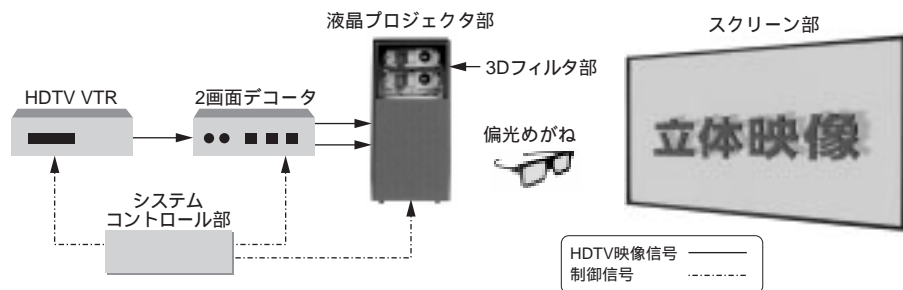 液晶プロジェクタ部
スクリーン部
3Dフィルタ部
HDTV VTR
2画面デコータ
偏光めがね
立体映像
システム
コントロール部
HDTV映像信号
制御信号